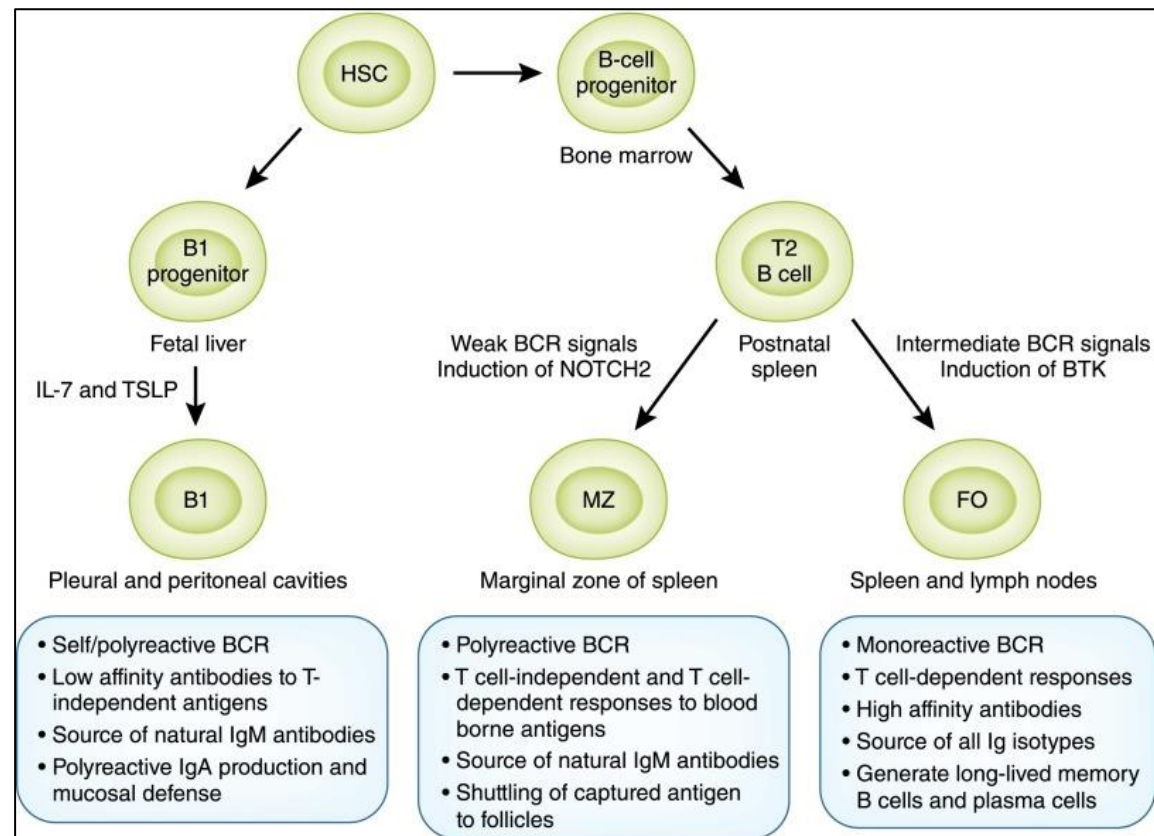 HSC
B-cell
progenitor
Bone marrow
B1
progenitor
Fetal liver
IL-7 and TSLP
T2
B cell
Postnatal
spleen
Weak BCR signals
Induction of NOTCH2
Intermediate BCR signals
Induction of BTK
B1
Pleural and peritoneal cavities
MZ
Marginal zone of spleen
FO
Spleen and lymph nodes
• Self/polyreactive BCR
• Low affinity antibodies to T-
independent antigens
• Source of natural IgM antibodies
• Polyreactive IgA production and
mucosal defense
• Polyreactive BCR
• T cell-independent and T cell-
dependent responses to blood
borne antigens
• Source of natural IgM antibodies
• Shuttling of captured antigen
to follicles
• Monoreactive BCR
• T cell-dependent responses
• High affinity antibodies
• Source of all Ig isotypes
• Generate long-lived memory
B cells and plasma cells